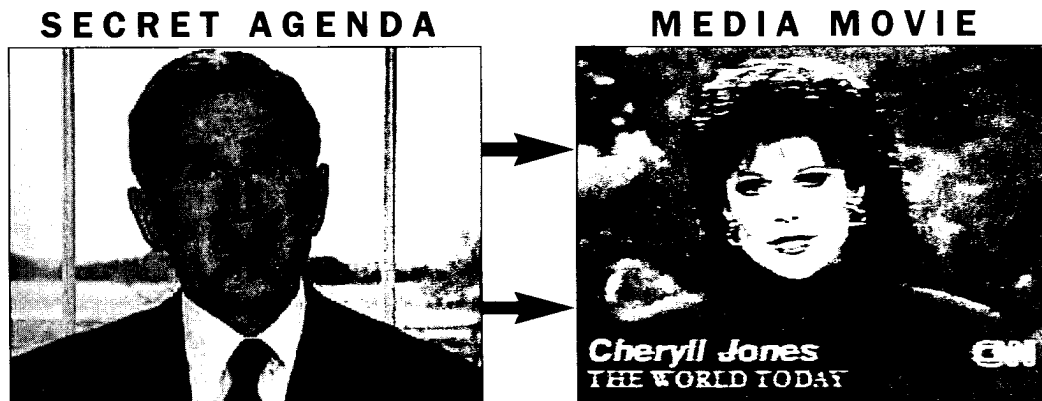 SECRET AGENDA
MEDIA MOVIE
Cheryll Jones
CNN
THE WORLD TODAY